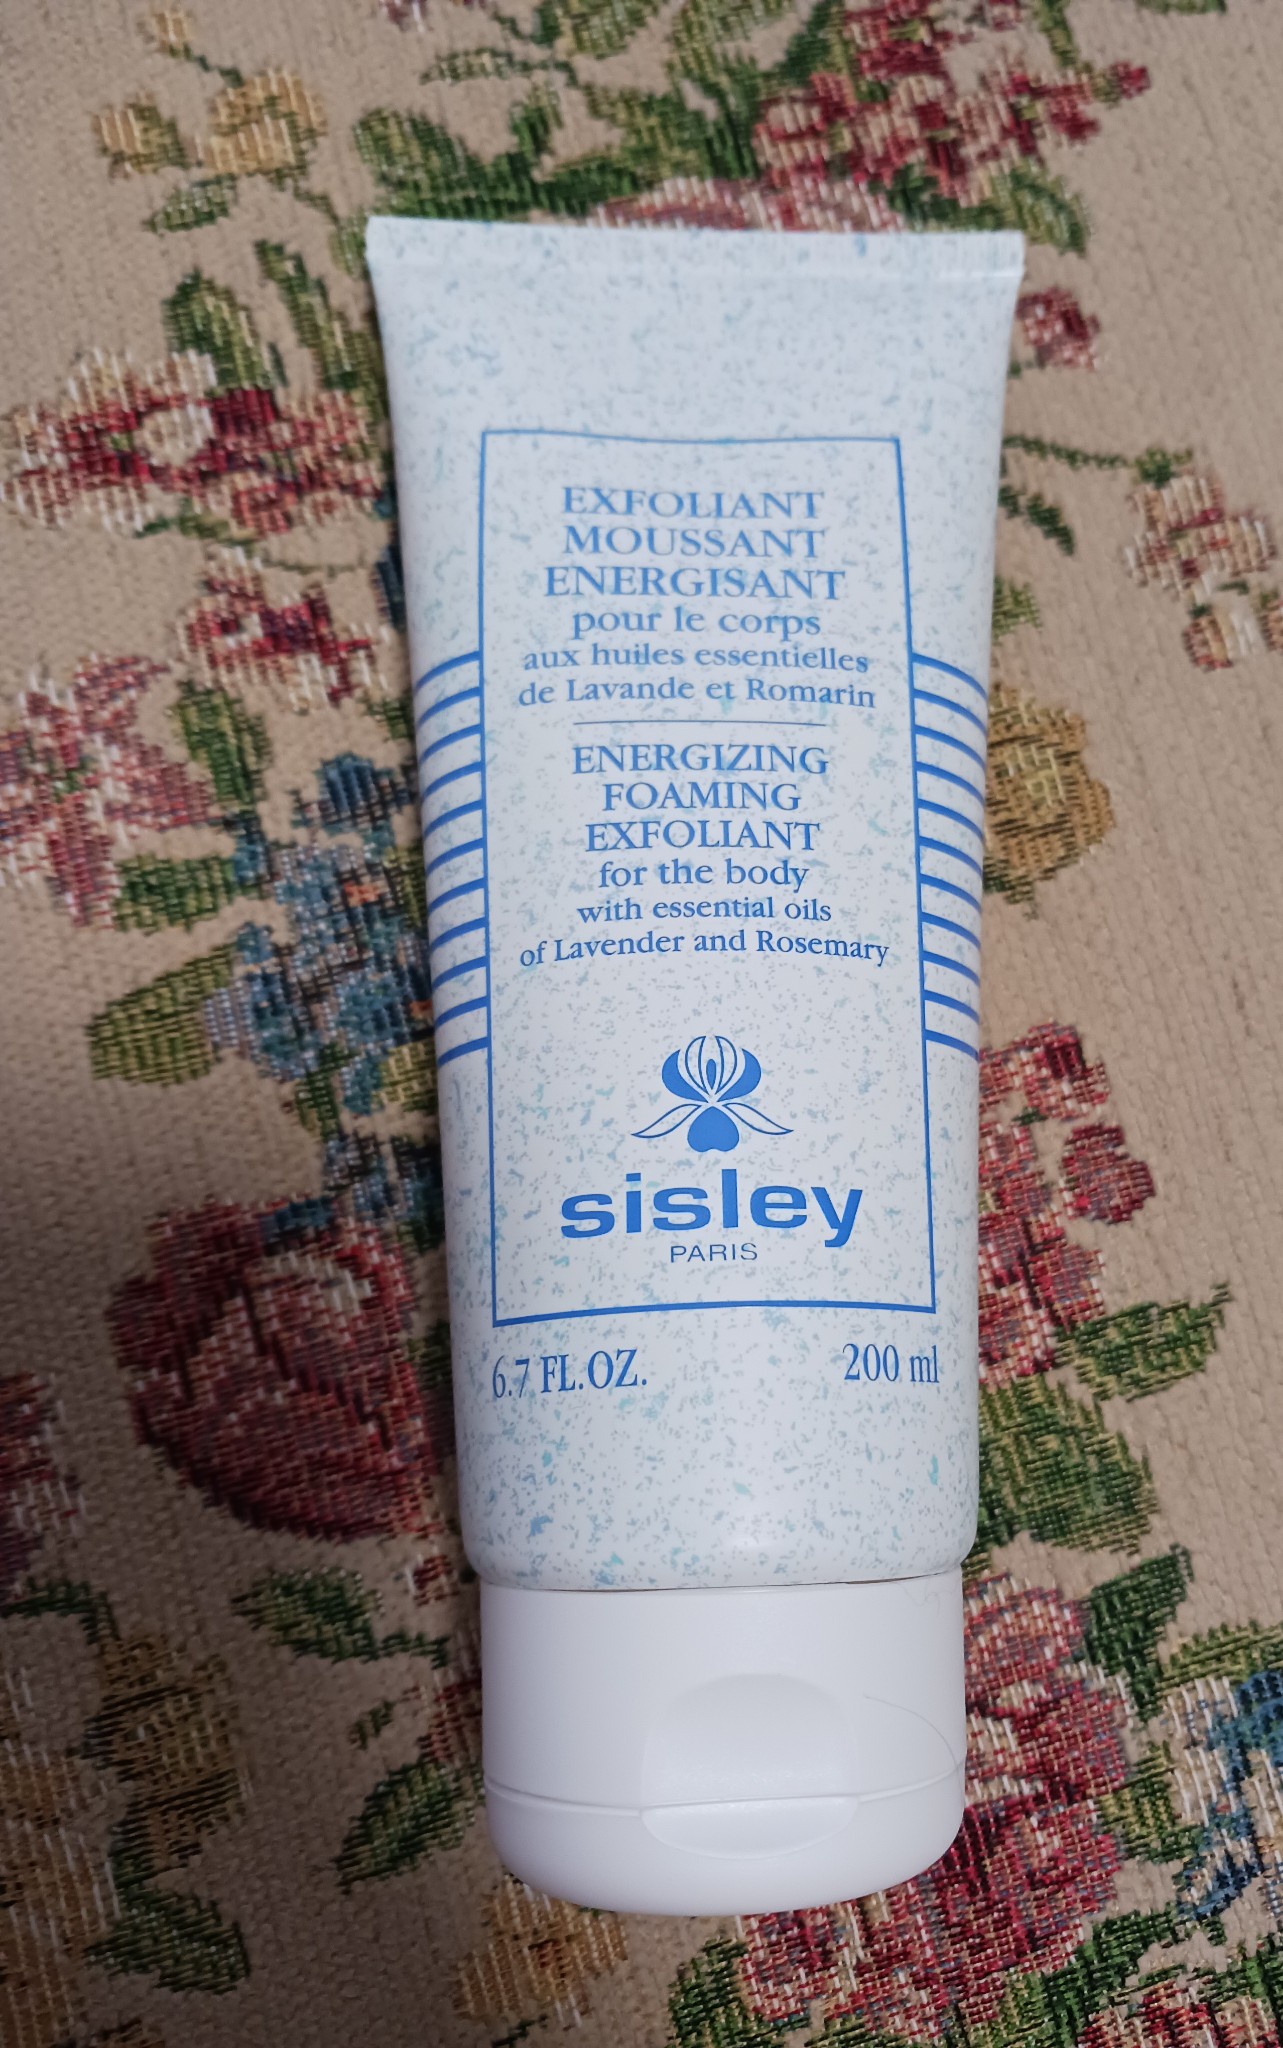 EXFOLIANT
MOUSSANT
ENERGISANT
pour le corps
aux huiles essentielles
de Lavande et Romarin
ENERGIZING
FOAMING
EXFOLIANT
for the body
with essential oils
of Lavender and Rosemary
sisley
PARIS
6.7 FL.OZ. 200 ml